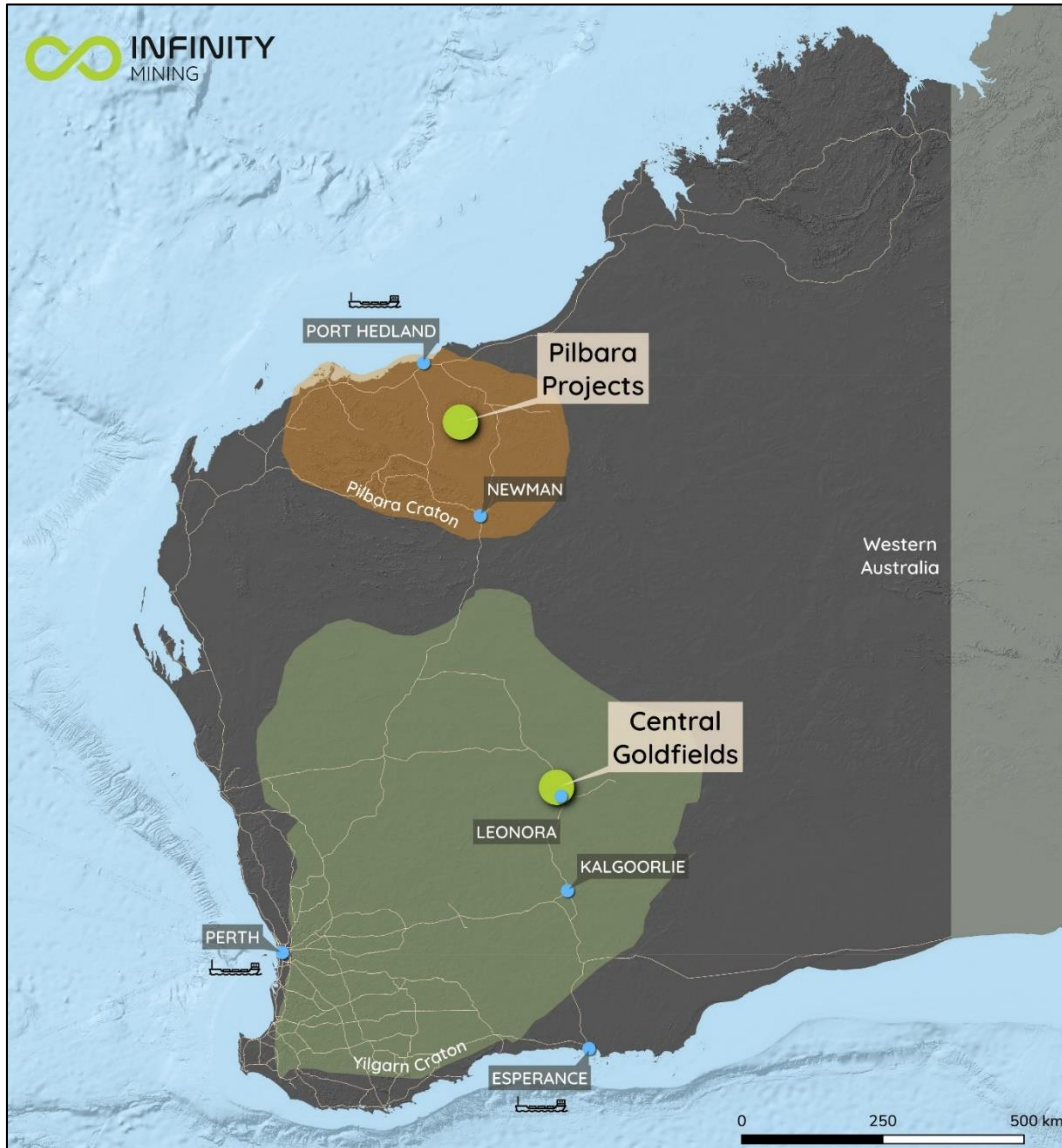 INFINITY
MINING
PORT HEDLAND
Pilbara
Projects
NEWMAN
Pilbara Craton
Western
Australia
Central
Goldfields
LEONORA
KALGOORLIE
PERTH
Yilgarn Craton
ESPERANCE
0 250 500 km